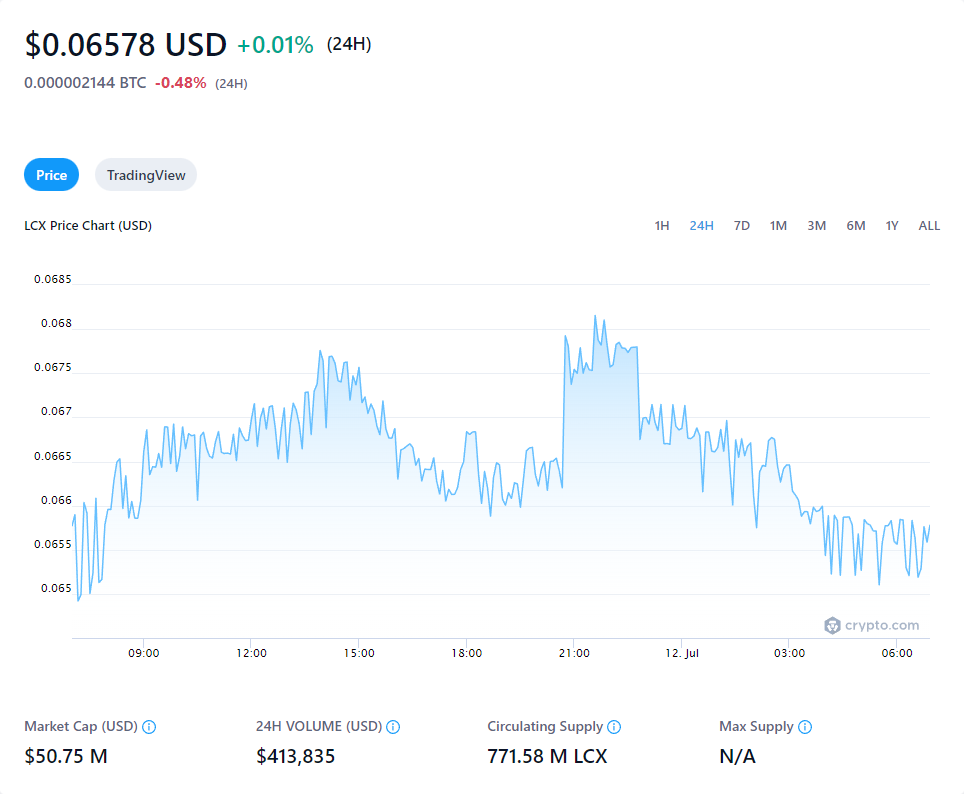 $0.06578 USD +0.01% (24H)
0.000002144 BTC -0.48% (24H)
Price TradingView
LCX Price Chart (USD) 1H 24H 7D 1M 3M 6M 1Y ALL
0.0685
0.068
0.0675
0.067
0.0665
0.066
0.0655
0.065
crypto.com
09:00 12:00 15:00 18:00 21:00 12. Jul 03:00 06:00
Market Cap (USD) 24H VOLUME (USD) Circulating Supply Max Supply
$50.75 M $413,835 771.58 M LCX N/A